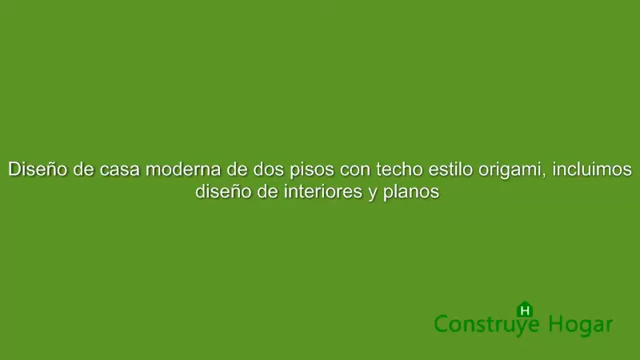 Diseño de casa moderna de dos pisos con techo estilo origami, incluimos
diseño de interiores y planos
H
Construye Hogar